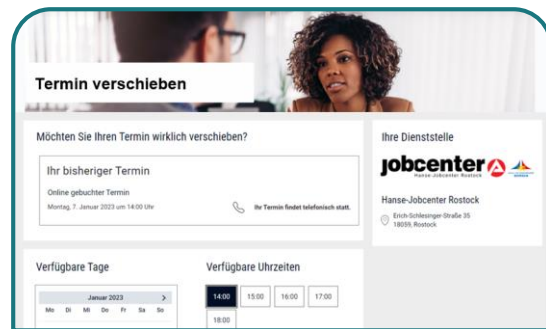 Termin verschieben
Möchten Sie Ihren Termin wirklich verschieben?
Ihr bisheriger Termin
Online gebuchter Termin
Montag, 7. Januar 2023 um 14:00 Uhr
Ihr Termin findet telefonisch statt.
Ihre Dienststelle
jobcenter
Hanse-Jobcenter Rostock
Hanse-Jobcenter Rostock
Erich-Schlesinger-Straße 35
18059, Rostock
Verfügbare Tage
Januar 2023 >
Mo Di Mi Do Fr Sa So
Verfügbare Uhrzeiten
14:00 15:00 16:00 17:00
18:00